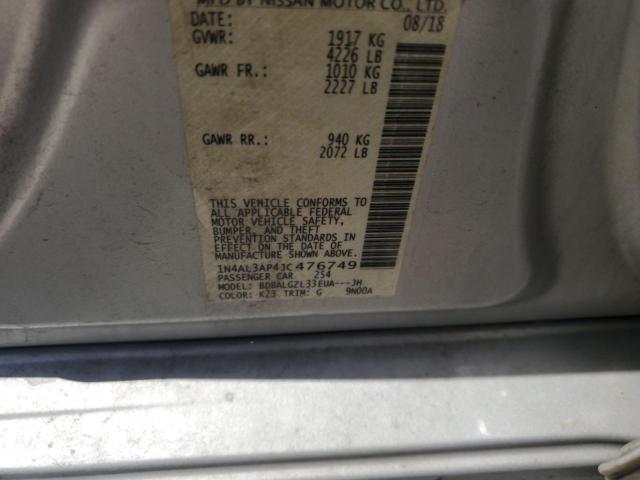 MFD BY NISSAN MOTOR CO., LTD.
DATE: 08/18
GVWR: 1917 KG
4226 LB
GAWR FR.: 1010 KG
2227 LB
GAWR RR.: 940 KG
2072 LB
THIS VEHICLE CONFORMS TO
ALL APPLICABLE FEDERAL
MOTOR VEHICLE SAFETY,
BUMPER, AND THEFT
PREVENTION STANDARDS IN
EFFECT ON THE DATE OF
MANUFACTURE SHOWN ABOVE.
1N4AL3AP4JC476749
PASSENGER CAR 254
MODEL: BDBALGZL33EUA---JH
COLOR: K23 TRIM: G 9N00A